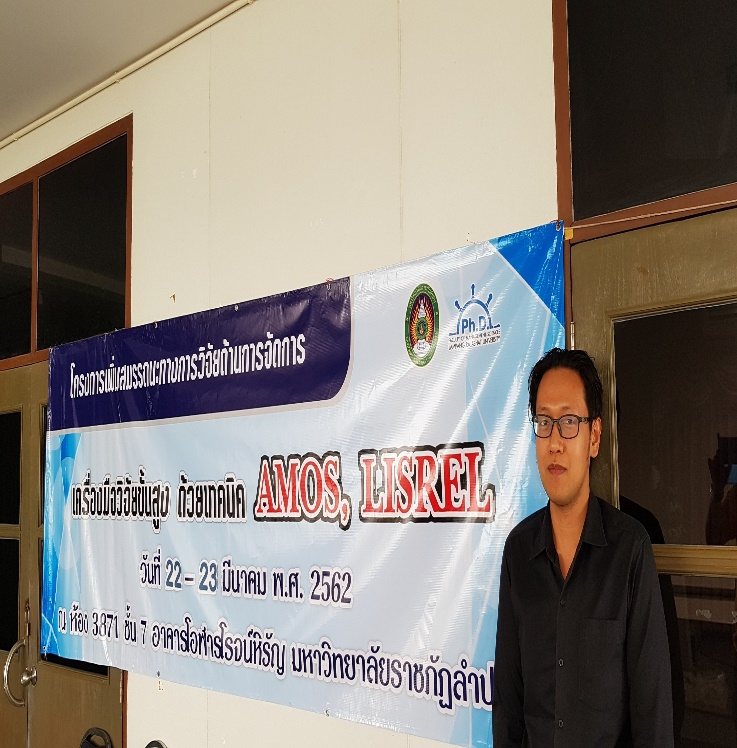 โครงการเพิ่มสมรรถนะทางการวิจัยด้านการจัดการ
Ph.D.
เครื่องมือวิจัยขั้นสูง ด้วยเทคนิค AMOS, LISREL
วันที่ 22 – 23 มีนาคม พ.ศ. 2562
ณ ห้อง 3871 ชั้น 7 อาคารโอฬารโรจน์หิรัญ มหาวิทยาลัยราชภัฏลำป